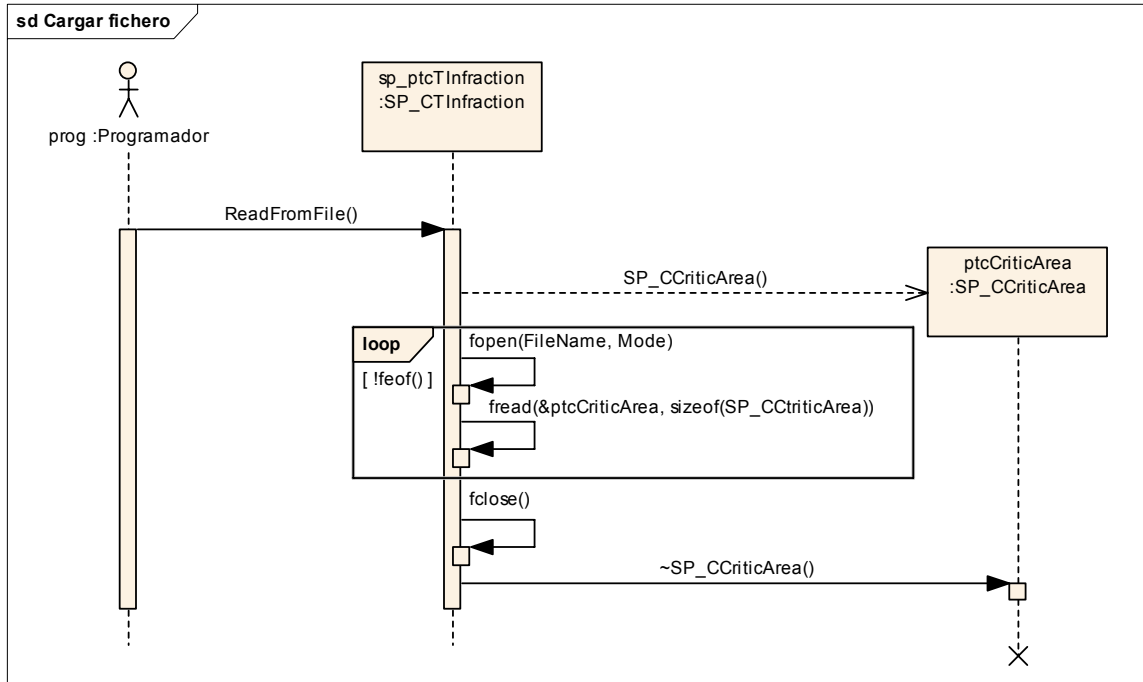 sd Cargar fichero
prog :Programador
sp_ptcTInfraction
:SP_CTInfraction
ReadFromFile()
SP_CCriticArea()
ptcCriticArea
:SP_CCriticArea
loop
[ !feof() ]
fopen(FileName, Mode)
fread(&ptcCriticArea, sizeof(SP_CCtriticArea))
fclose()
~SP_CCriticArea()